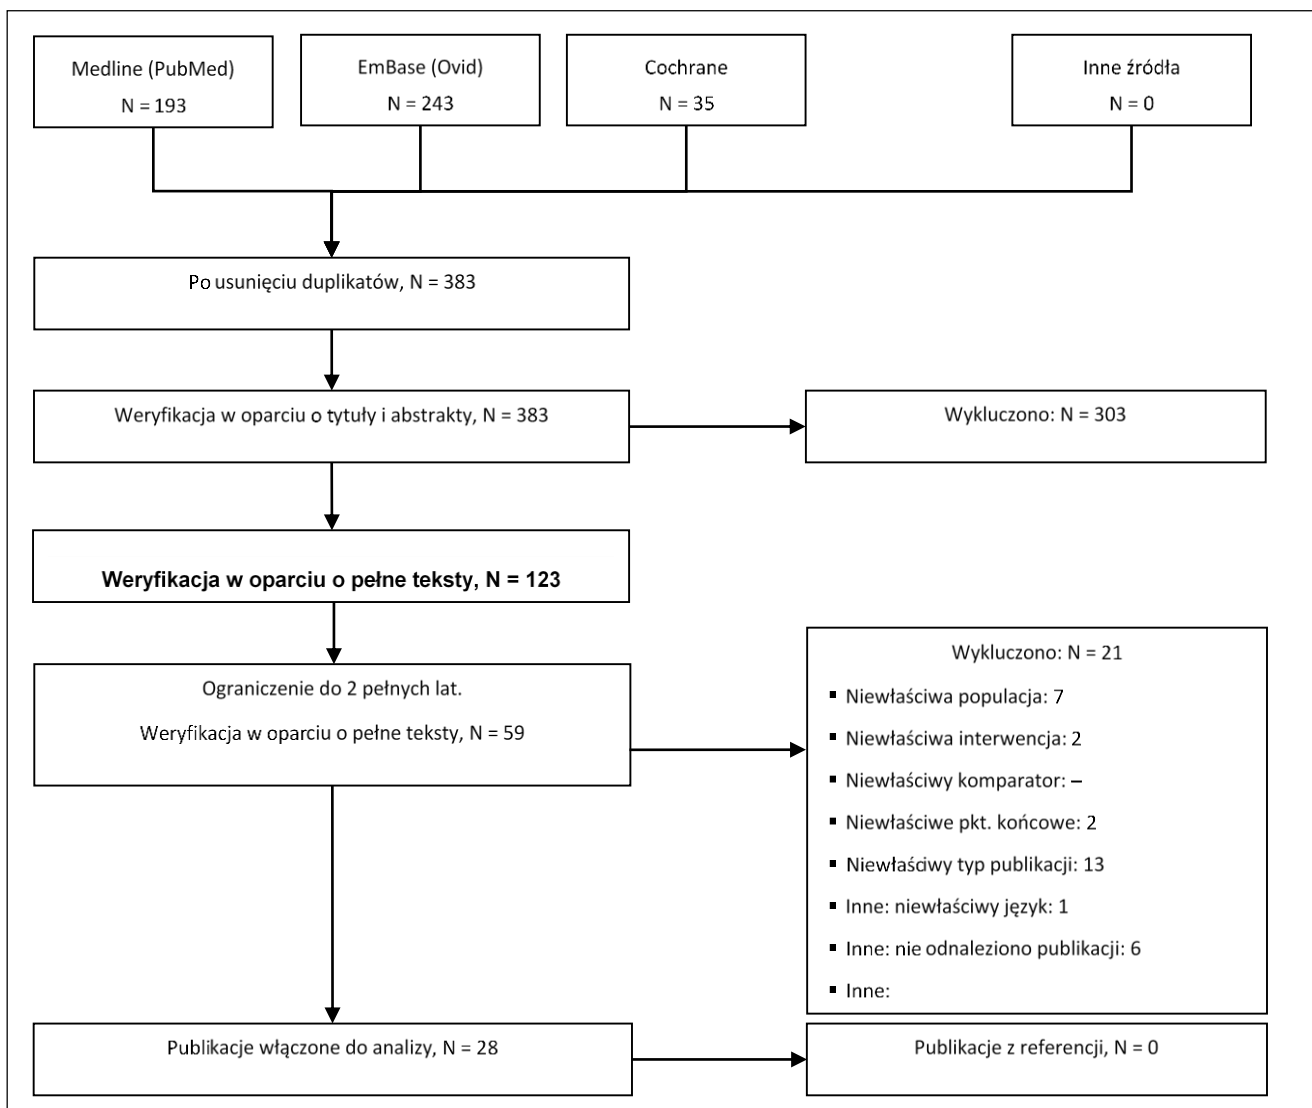 Medline (PubMed)
N = 193
EmBase (Ovid)
N = 243
Cochrane
N = 35
Inne źródła
N = 0
Po usunięciu duplikatów, N = 383
Weryfikacja w oparciu o tytuły i abstrakty, N = 383
Wykluczono: N = 303
Weryfikacja w oparciu o pełne teksty, N = 123
Ograniczenie do 2 pełnych lat.
Weryfikacja w oparciu o pełne teksty, N = 59
Wykluczono: N = 21
▪ Niewłaściwa populacja: 7
▪ Niewłaściwa interwencja: 2
▪ Niewłaściwy komparator: –
▪ Niewłaściwe pkt. końcowe: 2
▪ Niewłaściwy typ publikacji: 13
▪ Inne: niewłaściwy język: 1
▪ Inne: nie odnaleziono publikacji: 6
▪ Inne:
Publikacje włączone do analizy, N = 28
Publikacje z referencji, N = 0